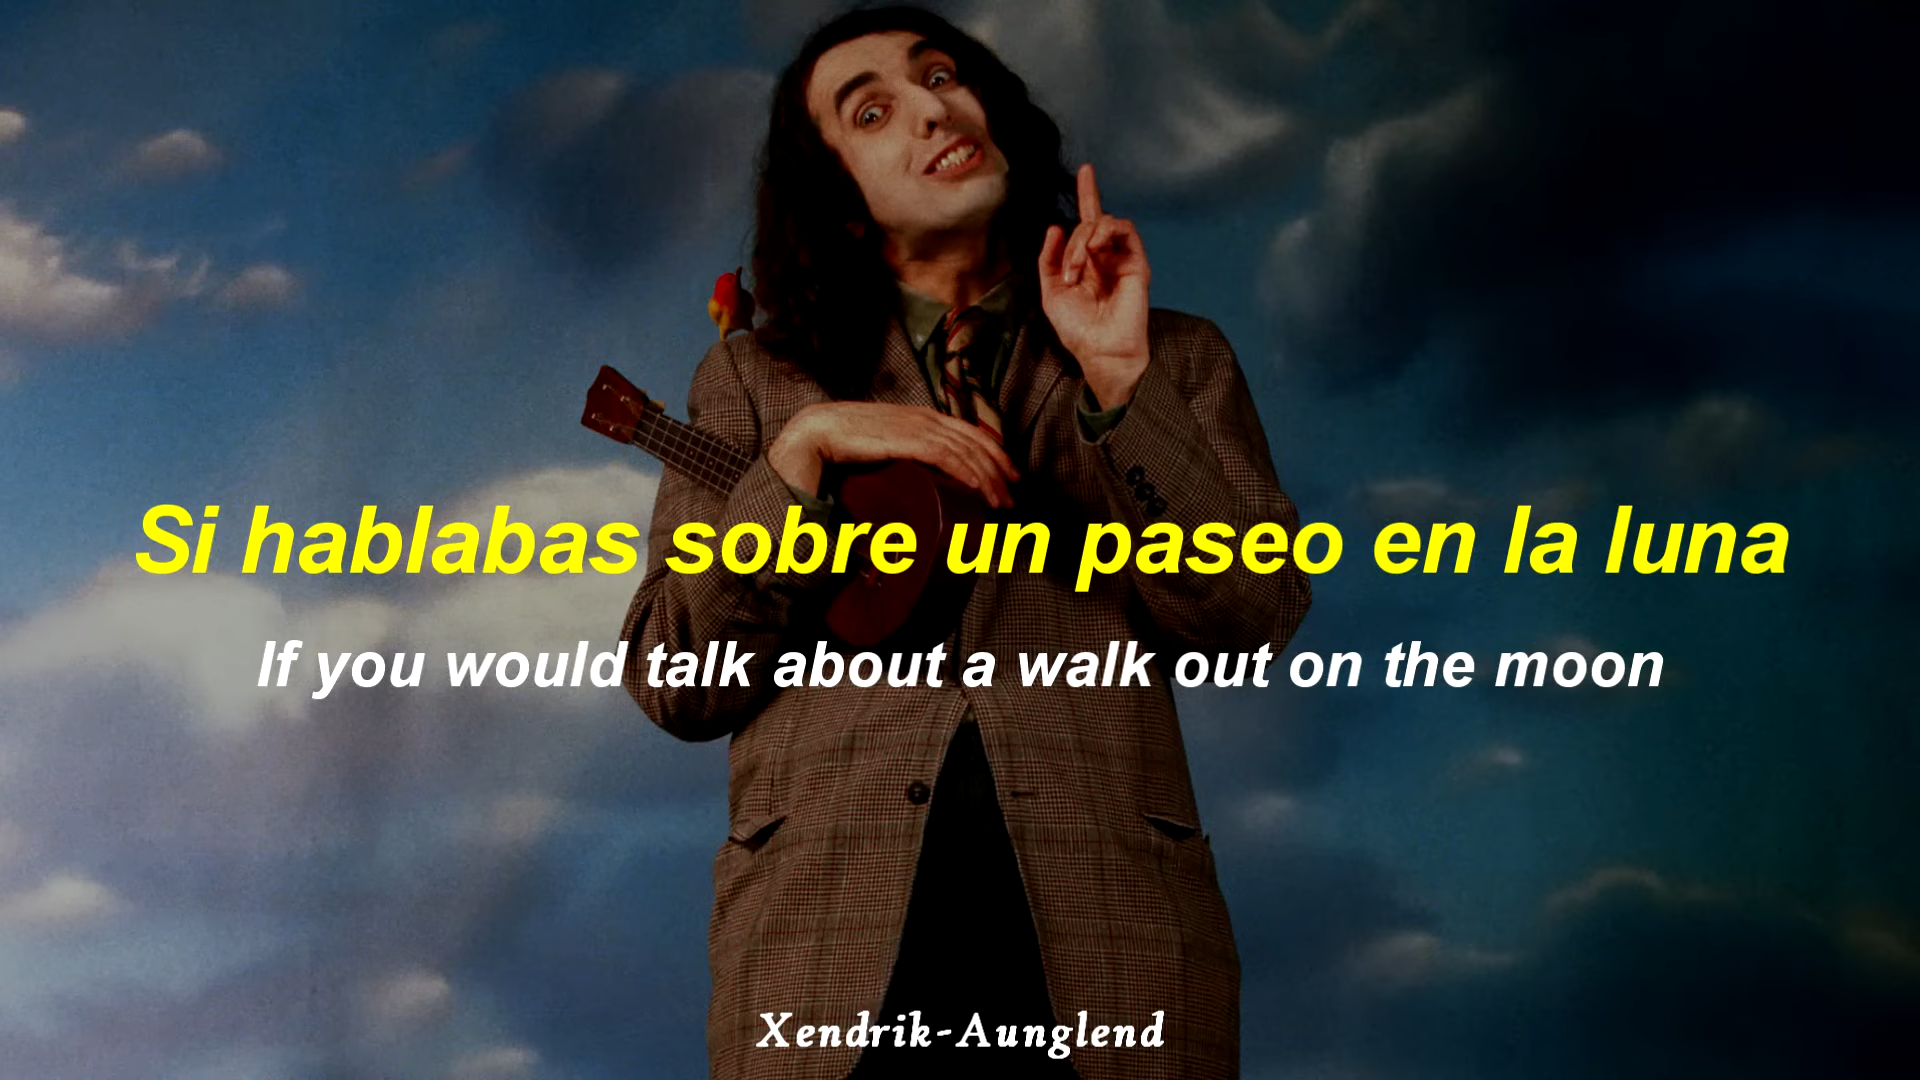 Si hablabas sobre un paseo en la luna
If you would talk about a walk out on the moon
Xendrik-Aunglend